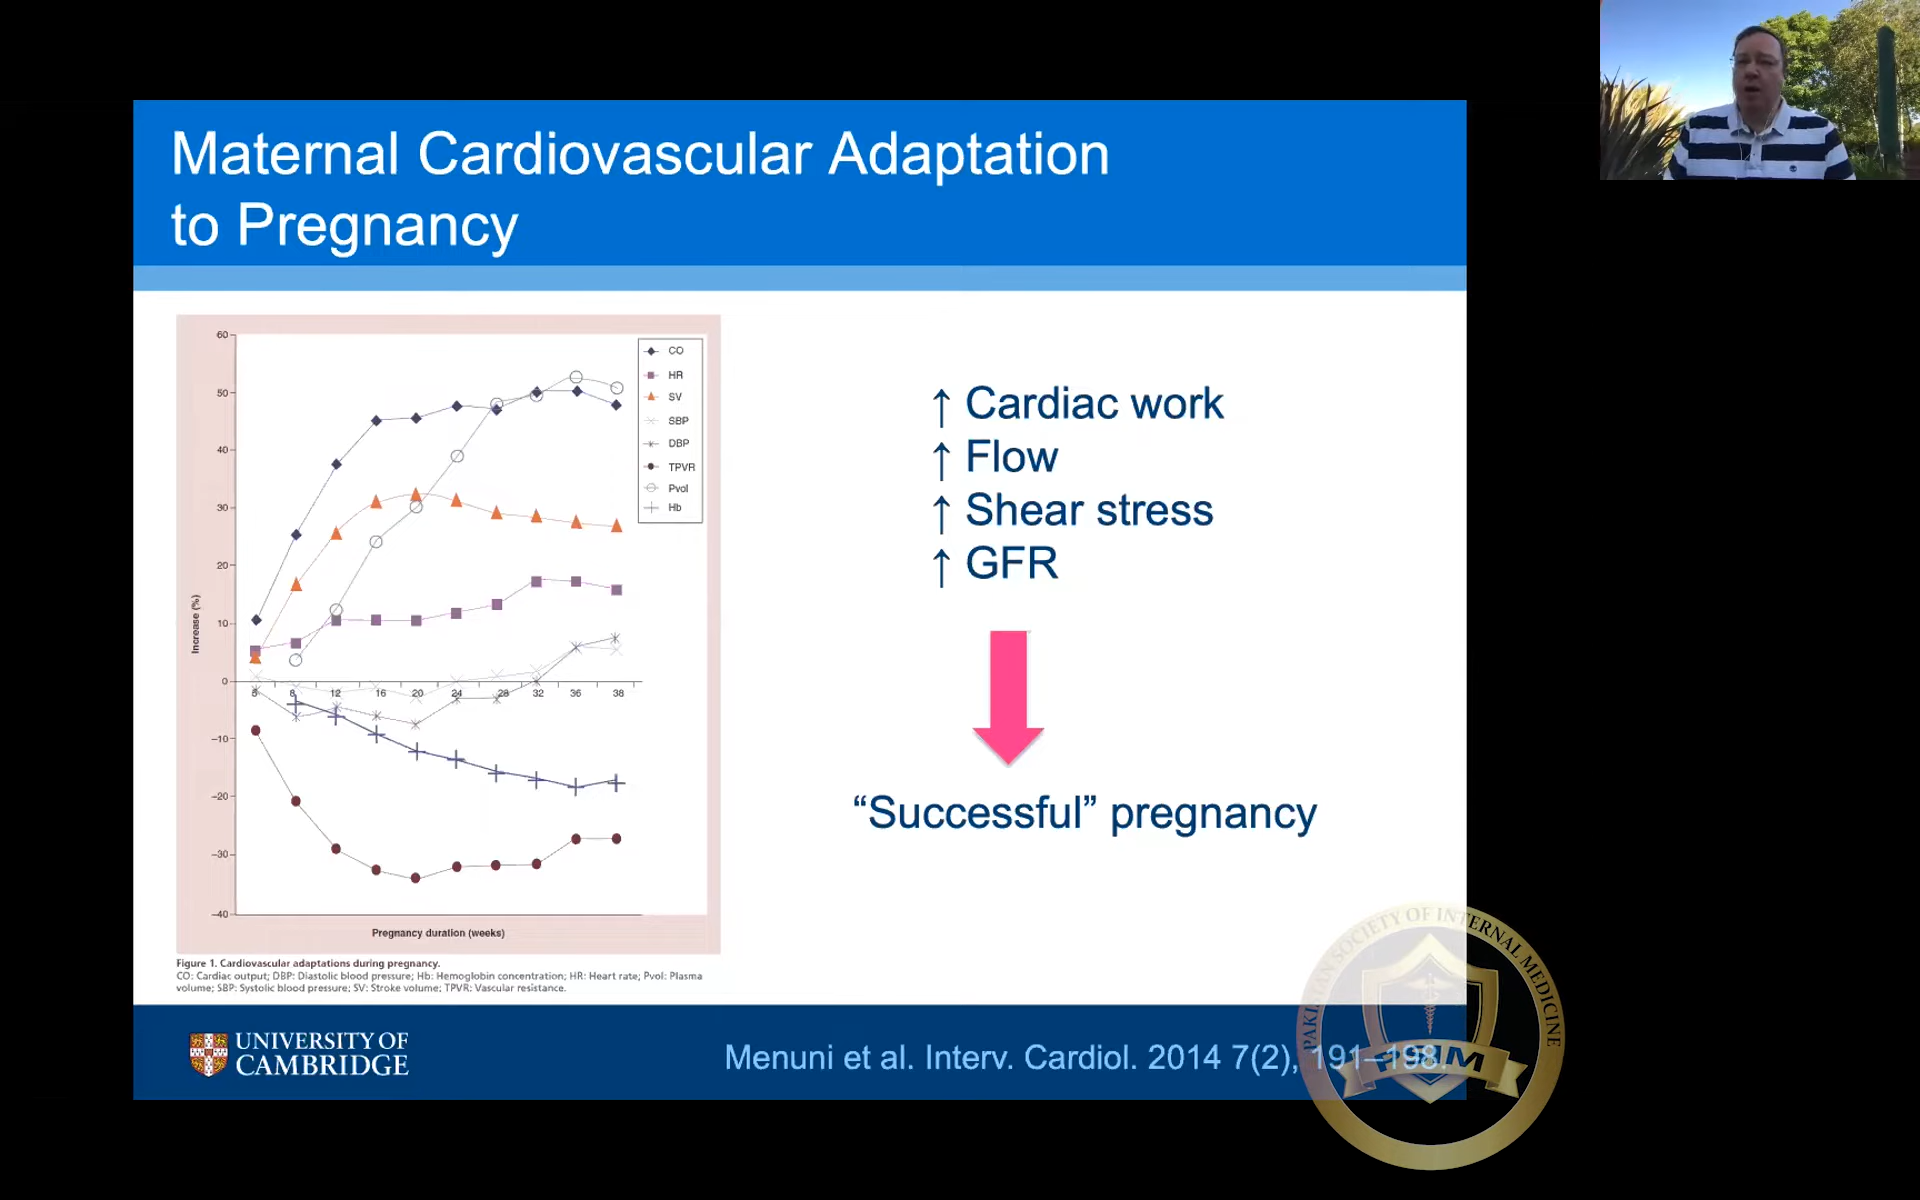 Maternal Cardiovascular Adaptation
to Pregnancy
60
50
40
30
20
10
0
–10
–20
–30
–40
Increase (%)
5 8 12 16 20 24 28 32 36 38
Pregnancy duration (weeks)
CO
HR
SV
SBP
DBP
TPVR
Pvol
Hb
Figure 1. Cardiovascular adaptations during pregnancy.
CO: Cardiac output; DBP: Diastolic blood pressure; Hb: Hemoglobin concentration; HR: Heart rate; Pvol: Plasma
volume; SBP: Systolic blood pressure; SV: Stroke volume; TPVR: Vascular resistance.
↑ Cardiac work
↑ Flow
↑ Shear stress
↑ GFR
“Successful” pregnancy
UNIVERSITY OF
CAMBRIDGE
Menuni et al. Interv. Cardiol. 2014 7(2), 191–198.
PAKISTAN SOCIETY OF INTERNAL MEDICINE
PSIM